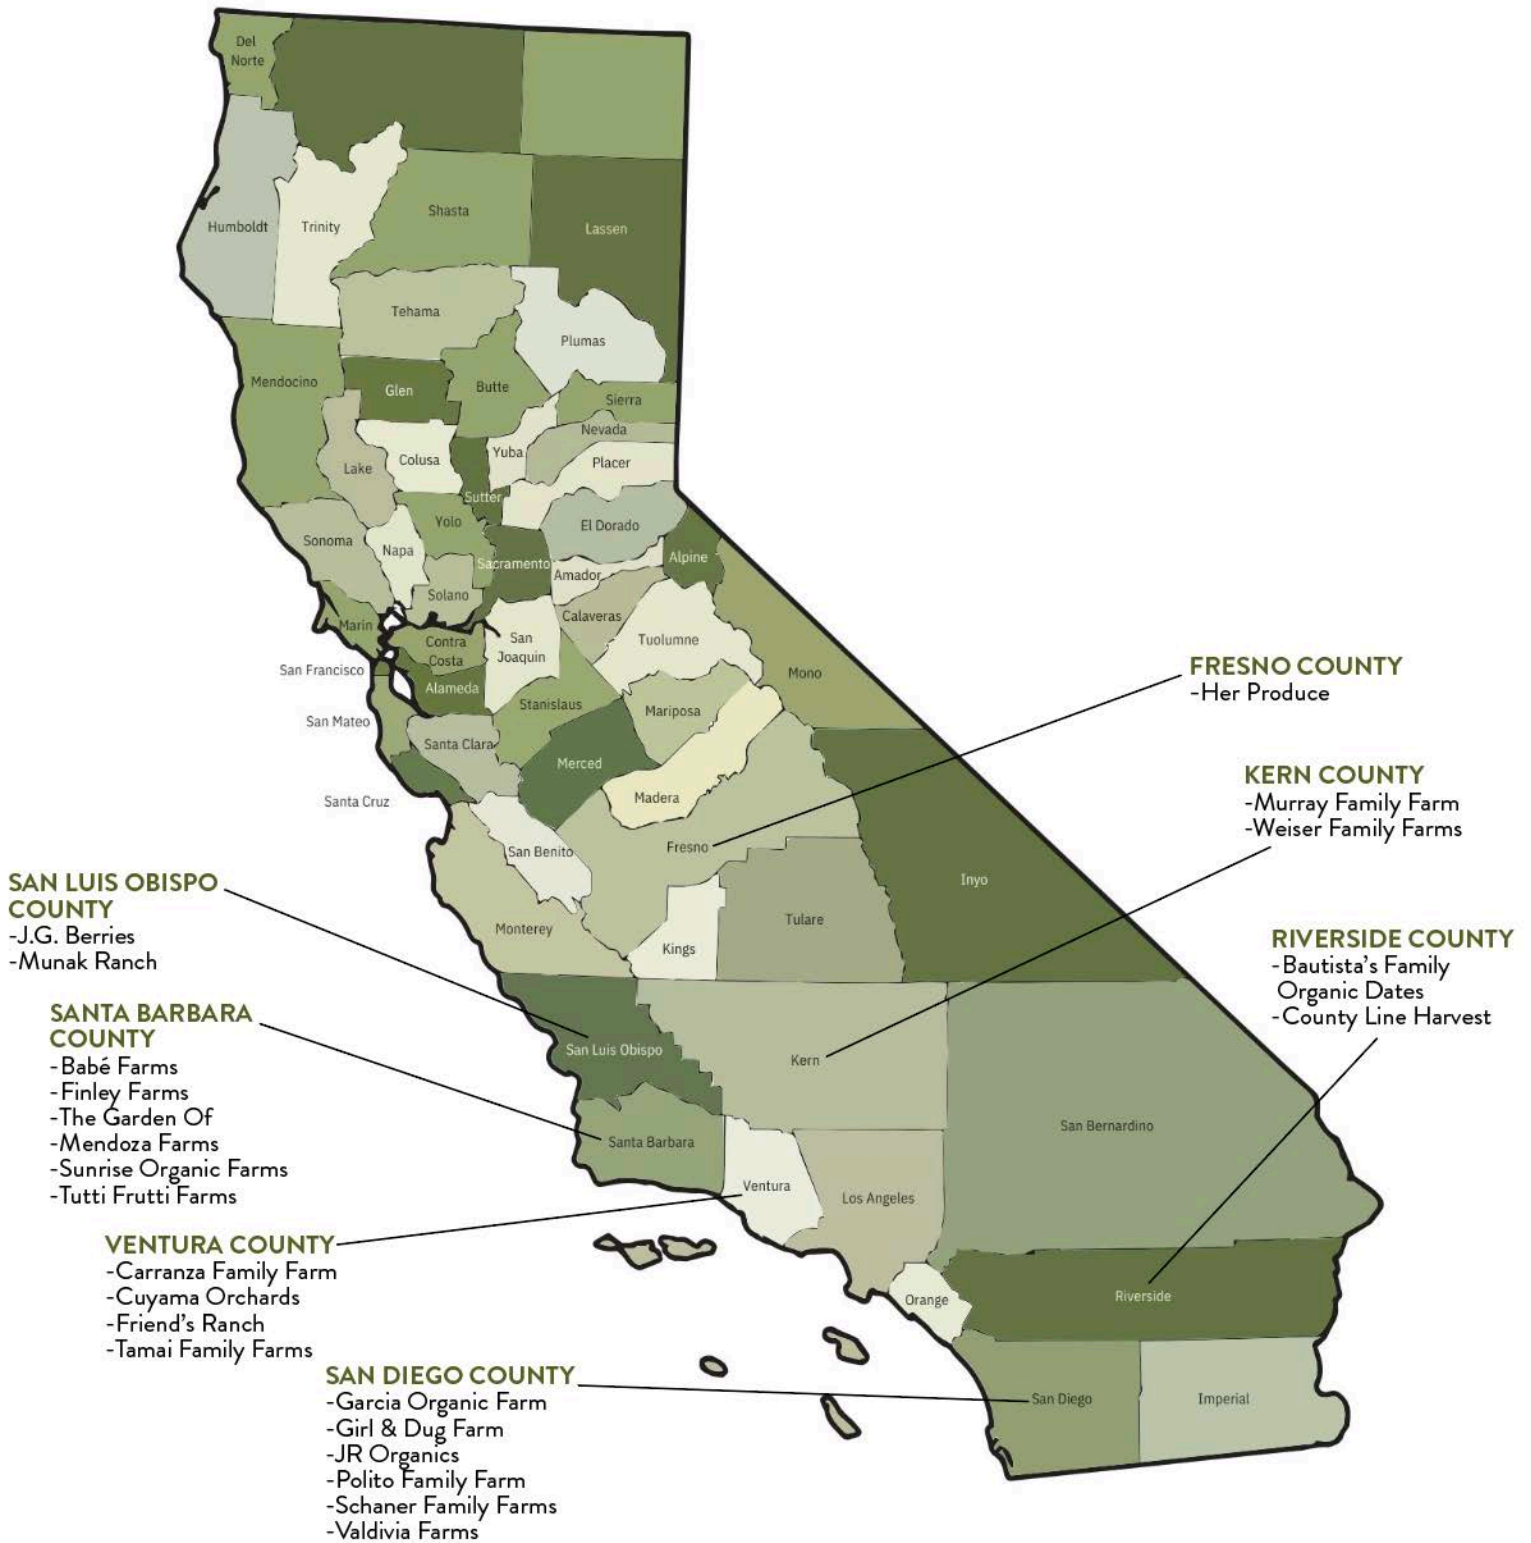 Del
Norte
Humboldt
Trinity
Shasta
Lassen
Tehama
Plumas
Mendocino
Glen
Butte
Sierra
Nevada
Lake
Colusa
Yuba
Placer
Sutter
Sonoma
Napa
Yolo
El Dorado
Sacramento
Amador
Alpine
Solano
Calaveras
Marin
Contra
Costa
San
Joaquin
Tuolumne
Mono
San Francisco
Alameda
Stanislaus
Mariposa
San Mateo
Santa Clara
Merced
Santa Cruz
Madera
San Benito
Fresno
Inyo
Monterey
Kings
Tulare
San Luis Obispo
Kern
Santa Barbara
San Bernardino
Ventura
Los Angeles
Orange
Riverside
San Diego
Imperial
FRESNO COUNTY
-Her Produce
KERN COUNTY
-Murray Family Farm
-Weiser Family Farms
RIVERSIDE COUNTY
-Bautista's Family
Organic Dates
-County Line Harvest
SAN LUIS OBISPO
COUNTY
-J.G. Berries
-Munak Ranch
SANTA BARBARA
COUNTY
-Babé Farms
-Finley Farms
-The Garden Of
-Mendoza Farms
-Sunrise Organic Farms
-Tutti Frutti Farms
VENTURA COUNTY
-Carranza Family Farm
-Cuyama Orchards
-Friend's Ranch
-Tamai Family Farms
SAN DIEGO COUNTY
-Garcia Organic Farm
-Girl & Dug Farm
-JR Organics
-Polito Family Farm
-Schaner Family Farms
-Valdivia Farms